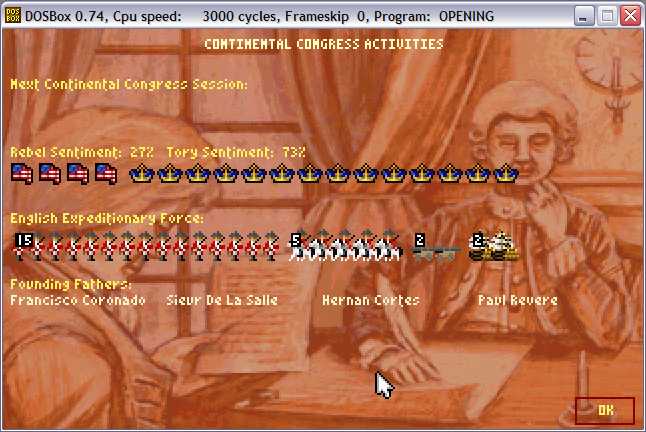 DOSBox 0.74, Cpu speed: 3000 cycles, Frameskip 0, Program: OPENING
CONTINENTAL CONGRESS ACTIVITIES
Next Continental Congress Session:
Rebel Sentiment: 27% Tory Sentiment: 73%
English Expeditionary Force:
15 5 2 2
Founding Fathers:
Francisco Coronado Sieur De La Salle Hernan Cortes Paul Revere
OK